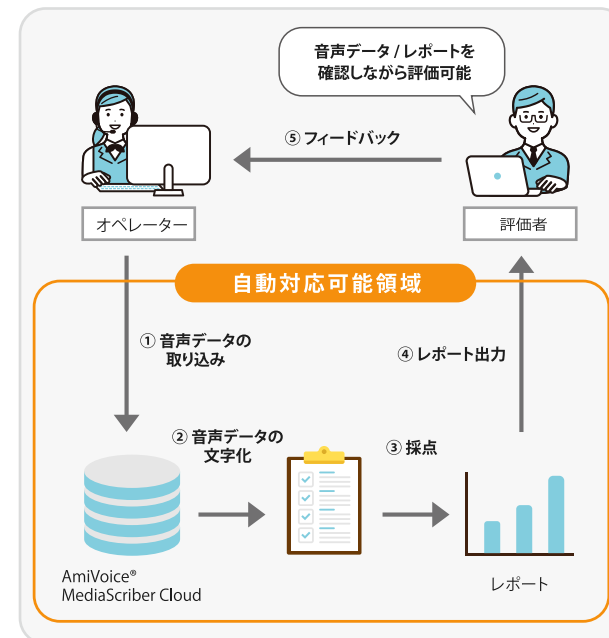 音声データ / レポートを
確認しながら評価可能
⑤ フィードバック
オペレーター
評価者
自動対応可能領域
① 音声データの
取り込み
④ レポート出力
② 音声データの
文字化
③ 採点
AmiVoice®
MediaScriber Cloud
レポート